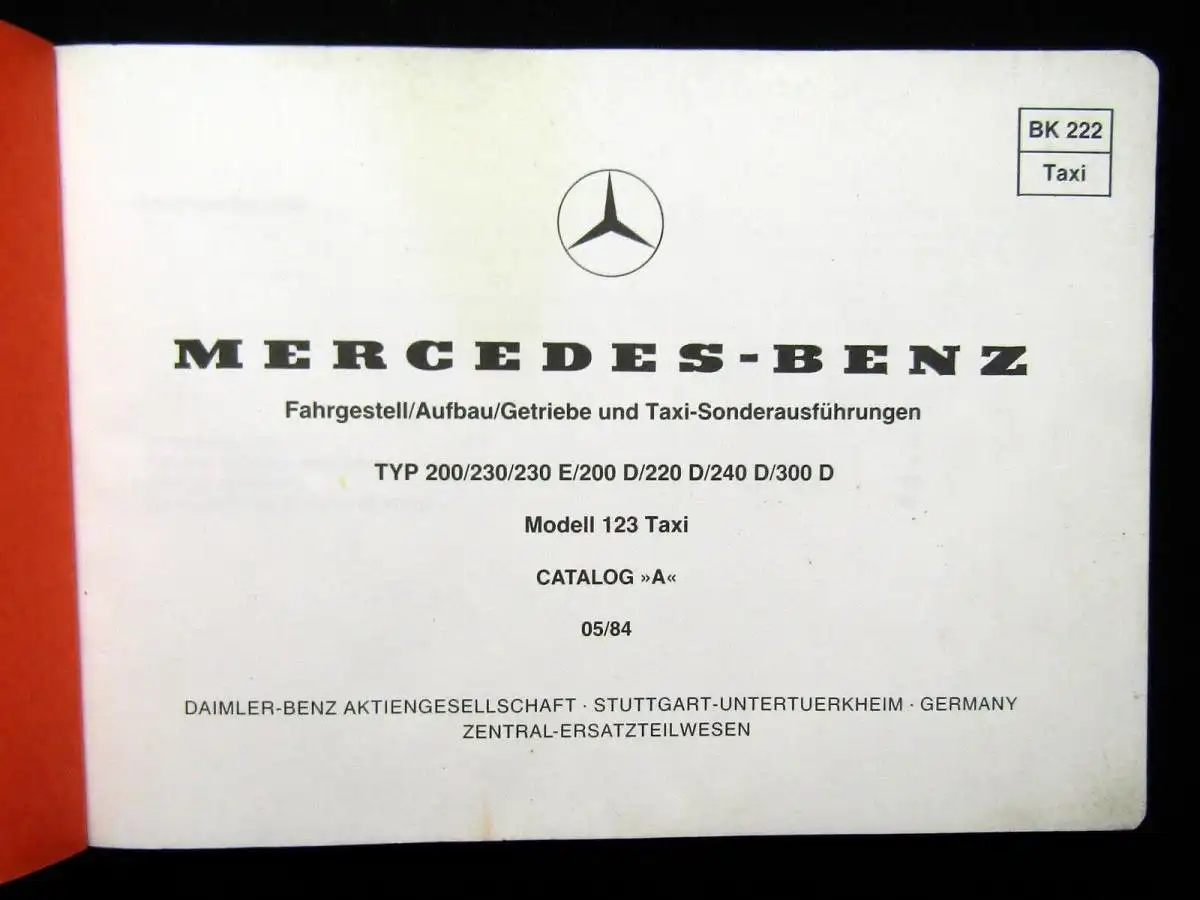 BK 222
Taxi
MERCEDES-BENZ
Fahrgestell/Aufbau/Getriebe und Taxi-Sonderausführungen
TYP 200/230/230 E/200 D/220 D/240 D/300 D
Modell 123 Taxi
CATALOG »A«
05/84
DAIMLER-BENZ AKTIENGESELLSCHAFT · STUTTGART-UNTERTUERKHEIM · GERMANY
ZENTRAL-ERSATZTEILWESEN